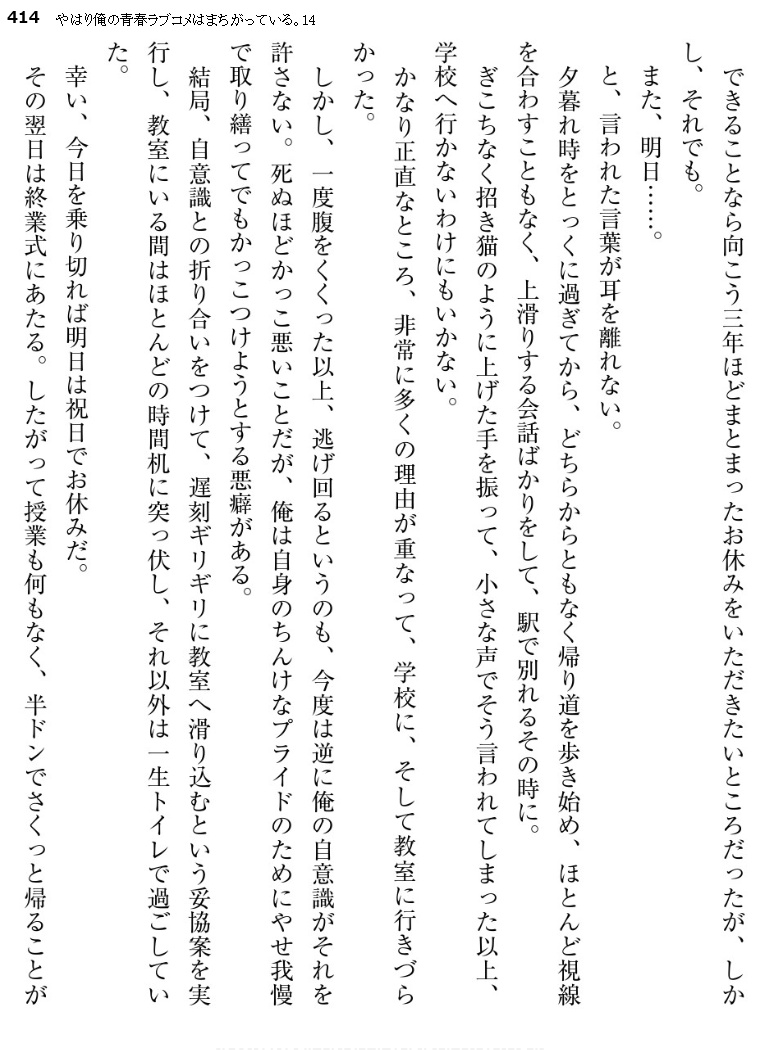 414 やはり俺の青春ラブコメはまちがっている。14
できることなら向こう三年ほどまとまったお休みをいただきたいところだったが、しか
し、それでも。
また、明日……。
と、言われた言葉が耳を離れない。
夕暮れ時をとっくに過ぎてから、どちらからともなく帰り道を歩き始め、ほとんど視線
を合わすこともなく、上滑りする会話ばかりをして、駅で別れるその時に。
ぎこちなく招き猫のように上げた手を振って、小さな声でそう言われてしまった以上、
学校へ行かないわけにもいかない。
かなり正直なところ、非常に多くの理由が重なって、学校に、そして教室に行きづら
かった。
しかし、一度腹をくくった以上、逃げ回るというのも、今度は逆に俺の自意識がそれを
許さない。死ぬほどかっこ悪いことだが、俺は自身のちんけなプライドのためにやせ我慢
で取り繕ってでもかっこつけようとする悪癖がある。
結局、自意識との折り合いをつけて、遅刻ギリギリに教室へ滑り込むという妥協案を実
行し、教室にいる間はほとんどの時間机に突っ伏し、それ以外は一生トイレで過ごしてい
た。
幸い、今日を乗り切れば明日は祝日でお休みだ。
その翌日は終業式にあたる。したがって授業も何もなく、半ドンでさくっと帰ることが